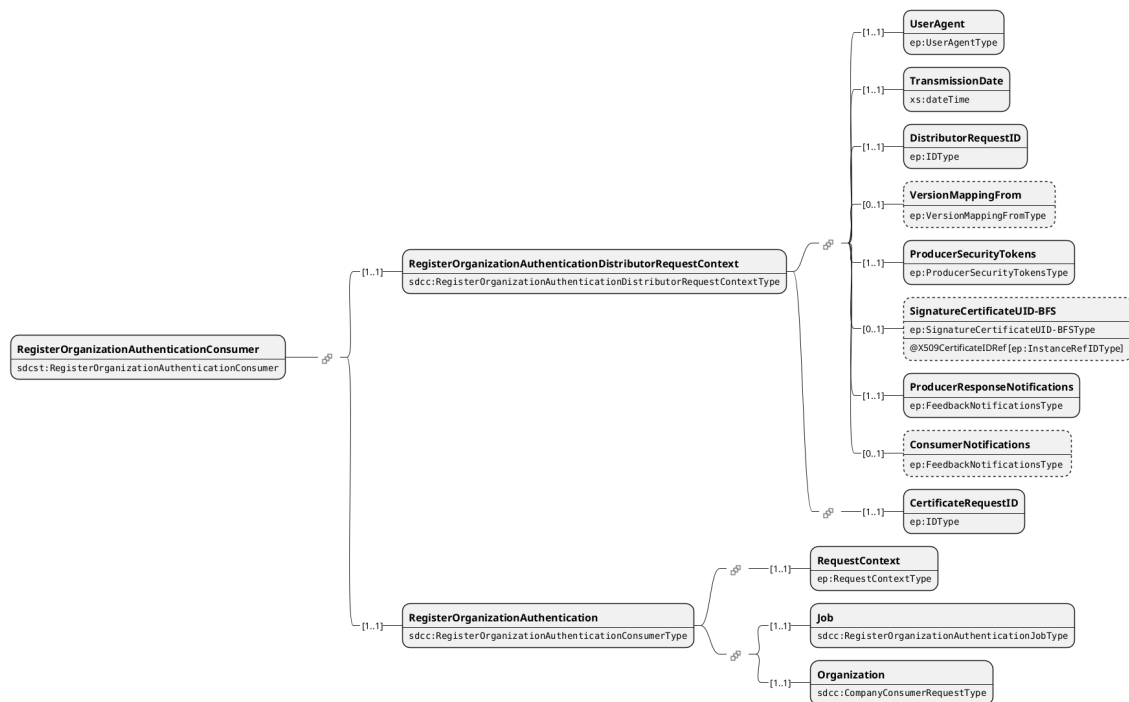 RegisterOrganizationAuthenticationConsumer
sdcst:RegisterOrganizationAuthenticationConsumer
[1..1]
RegisterOrganizationAuthenticationDistributorRequestContext
sdcc:RegisterOrganizationAuthenticationDistributorRequestContextType
[1..1]
UserAgent
ep:UserAgentType
[1..1]
TransmissionDate
xs:dateTime
[1..1]
DistributorRequestID
ep:IDType
[0..1]
VersionMappingFrom
ep:VersionMappingFromType
[1..1]
ProducerSecurityTokens
ep:ProducerSecurityTokensType
[0..1]
SignatureCertificateUID-BFS
ep:SignatureCertificateUID-BFSType
@X509CertificateIDRef [ep:InstanceRefIDType]
[1..1]
ProducerResponseNotifications
ep:FeedbackNotificationsType
[0..1]
ConsumerNotifications
ep:FeedbackNotificationsType
[1..1]
CertificateRequestID
ep:IDType
[1..1]
RegisterOrganizationAuthentication
sdcc:RegisterOrganizationAuthenticationConsumerType
[1..1]
RequestContext
ep:RequestContextType
[1..1]
Job
sdcc:RegisterOrganizationAuthenticationJobType
[1..1]
Organization
sdcc:CompanyConsumerRequestType